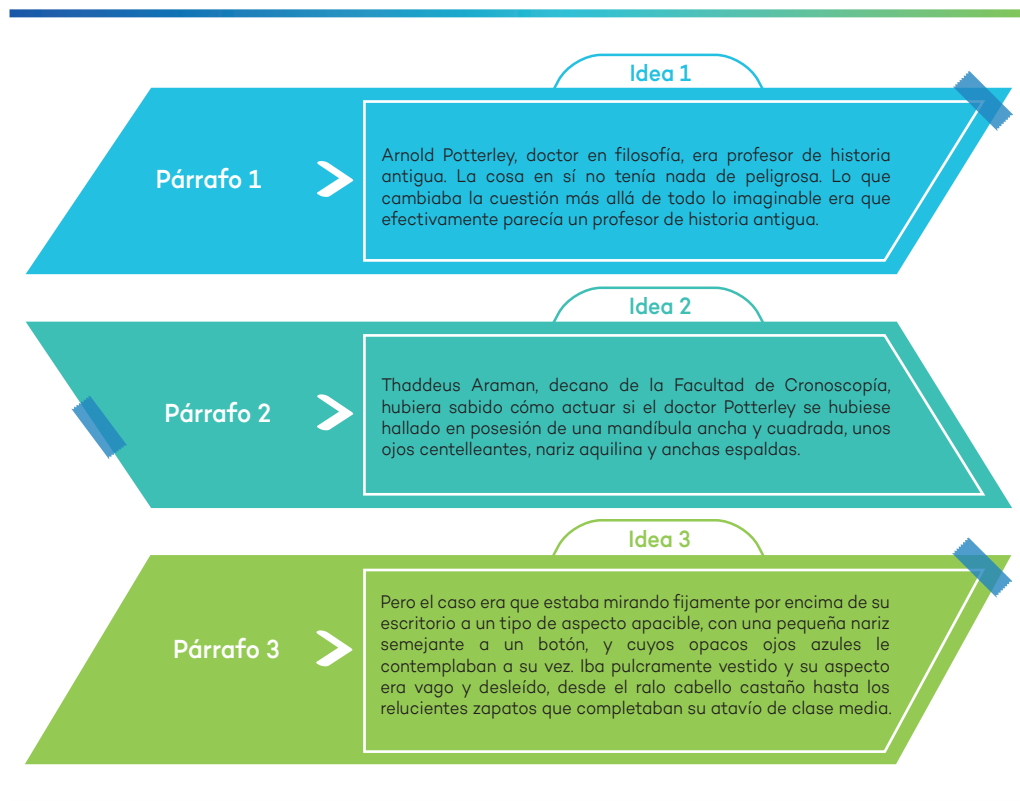 Idea 1
Párrafo 1
Arnold Potterley, doctor en filosofía, era profesor de historia
antigua. La cosa en sí no tenía nada de peligrosa. Lo que
cambiaba la cuestión más allá de todo lo imaginable era que
efectivamente parecía un profesor de historia antigua.
Idea 2
Párrafo 2
Thaddeus Araman, decano de la Facultad de Cronoscopía,
hubiera sabido cómo actuar si el doctor Potterley se hubiese
hallado en posesión de una mandíbula ancha y cuadrada, unos
ojos centelleantes, nariz aquilina y anchas espaldas.
Idea 3
Párrafo 3
Pero el caso era que estaba mirando fijamente por encima de su
escritorio a un tipo de aspecto apacible, con una pequeña nariz
semejante a un botón, y cuyos opacos ojos azules le
contemplaban a su vez. Iba pulcramente vestido y su aspecto
era vago y desleído, desde el ralo cabello castaño hasta los
relucientes zapatos que completaban su atavío de clase media.